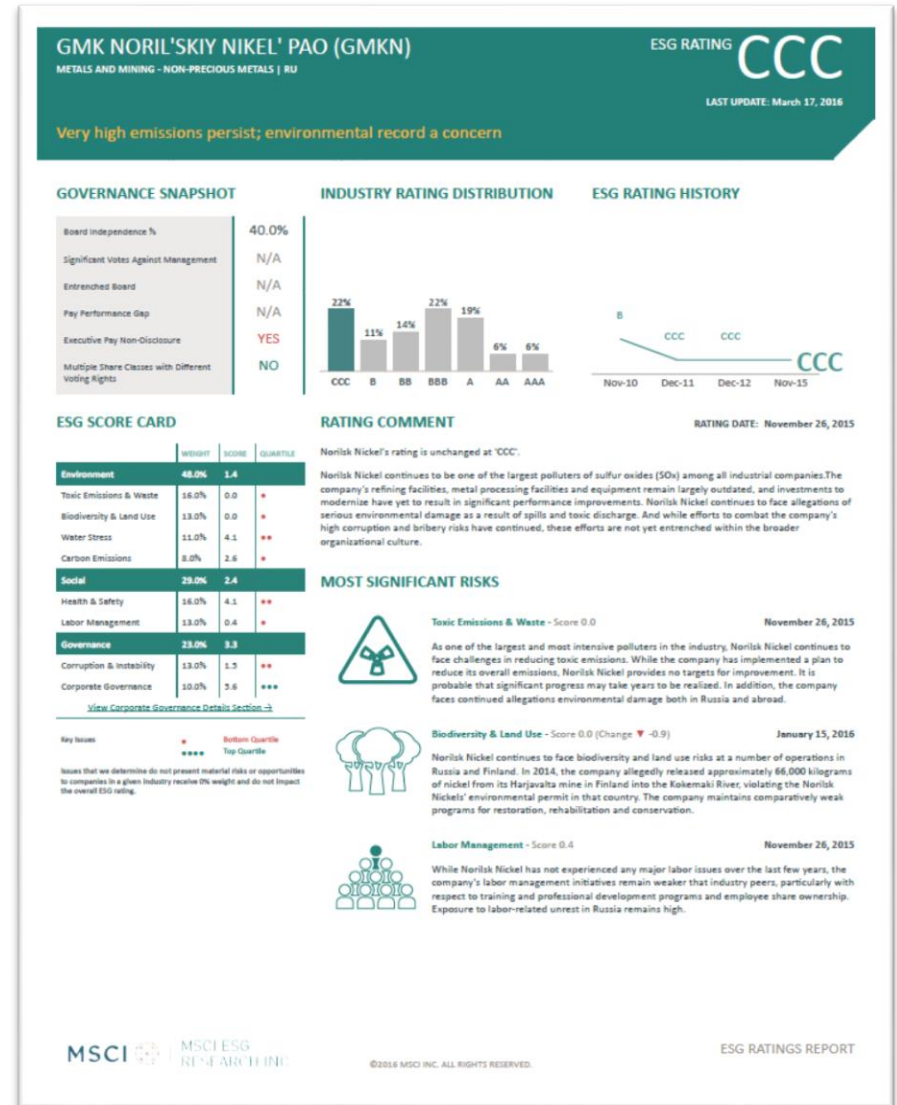 GMK NORIL'SKIY NIKEL' PAO (GMKN)
METALS AND MINING - NON-PRECIOUS METALS | RU
ESG RATING CCC
LAST UPDATE: March 17, 2016
Very high emissions persist; environmental record a concern
GOVERNANCE SNAPSHOT
Board Independence % 40.0%
Significant Votes Against Management N/A
Entrenched Board N/A
Pay Performance Gap N/A
Executive Pay Non-Disclosure YES
Multiple Share Classes with Different
Voting Rights NO
INDUSTRY RATING DISTRIBUTION
22% 11% 14% 22% 19% 6% 6%
CCC B BB BBB A AA AAA
ESG RATING HISTORY
B CCC CCC CCC
Nov-10 Dec-11 Dec-12 Nov-15
ESG SCORE CARD
WEIGHT SCORE QUARTILE
Environment 48.0% 1.4
Toxic Emissions & Waste 16.0% 0.0
Biodiversity & Land Use 13.0% 0.0
Water Stress 11.0% 4.1
Carbon Emissions 8.0% 2.6
Social 29.0% 2.4
Health & Safety 16.0% 4.1
Labor Management 13.0% 0.4
Governance 23.0% 3.3
Corruption & Instability 13.0%
Corporate Governance 10.0%
View Corporate Governance Details Section →
Key Issues
Bottom Quartile
Top Quartile
Issues that we determine do not present material risks or opportunities
to companies in a given industry receive 0% weight and do not impact
the overall ESG rating.
RATING COMMENT
RATING DATE: November 26, 2015
Norilsk Nickel's rating is unchanged at 'CCC'.
Norilsk Nickel continues to be one of the largest polluters of sulfur oxides (SOx) among all industrial companies.The
company's refining facilities, metal processing facilities and equipment remain largely outdated, and investments to
modernize have yet to result in significant performance improvements. Norilsk Nickel continues to face allegations of
serious environmental damage as a result of spills and toxic discharge. And while efforts to combat the company's
high corruption and bribery risks have continued, these efforts are not yet entrenched within the broader
organizational culture.
MOST SIGNIFICANT RISKS
Toxic Emissions & Waste - Score 0.0 November 26, 2015
As one of the largest and most intensive polluters in the industry, Norilsk Nickel continues to
face challenges in reducing toxic emissions. While the company has implemented a plan to
reduce its overall emissions, Norilsk Nickel provides no targets for improvement. It is
probable that significant progress may take years to be realized. In addition, the company
faces continued allegations environmental damage both in Russia and abroad.
Biodiversity & Land Use - Score 0.0 (Change ▼ -0.9) January 15, 2016
Norilsk Nickel continues to face biodiversity and land use risks at a number of operations in
Russia and Finland. In 2014, the company allegedly released approximately 66,000 kilograms
of nickel from its Harjavalta mine in Finland into the Kokemaki River, violating the Norilsk
Nickels' environmental permit in that country. The company maintains comparatively weak
programs for restoration, rehabilitation and conservation.
Labor Management - Score 0.4 November 26, 2015
While Norilsk Nickel has not experienced any major labor issues over the last few years, the
company's labor management initiatives remain weaker that industry peers, particularly with
respect to training and professional development programs and employee share ownership.
Exposure to labor-related unrest in Russia remains high.
MSCI
MSCI ESG
RESEARCH INC
©2016 MSCI INC. ALL RIGHTS RESERVED.
ESG RATINGS REPORT